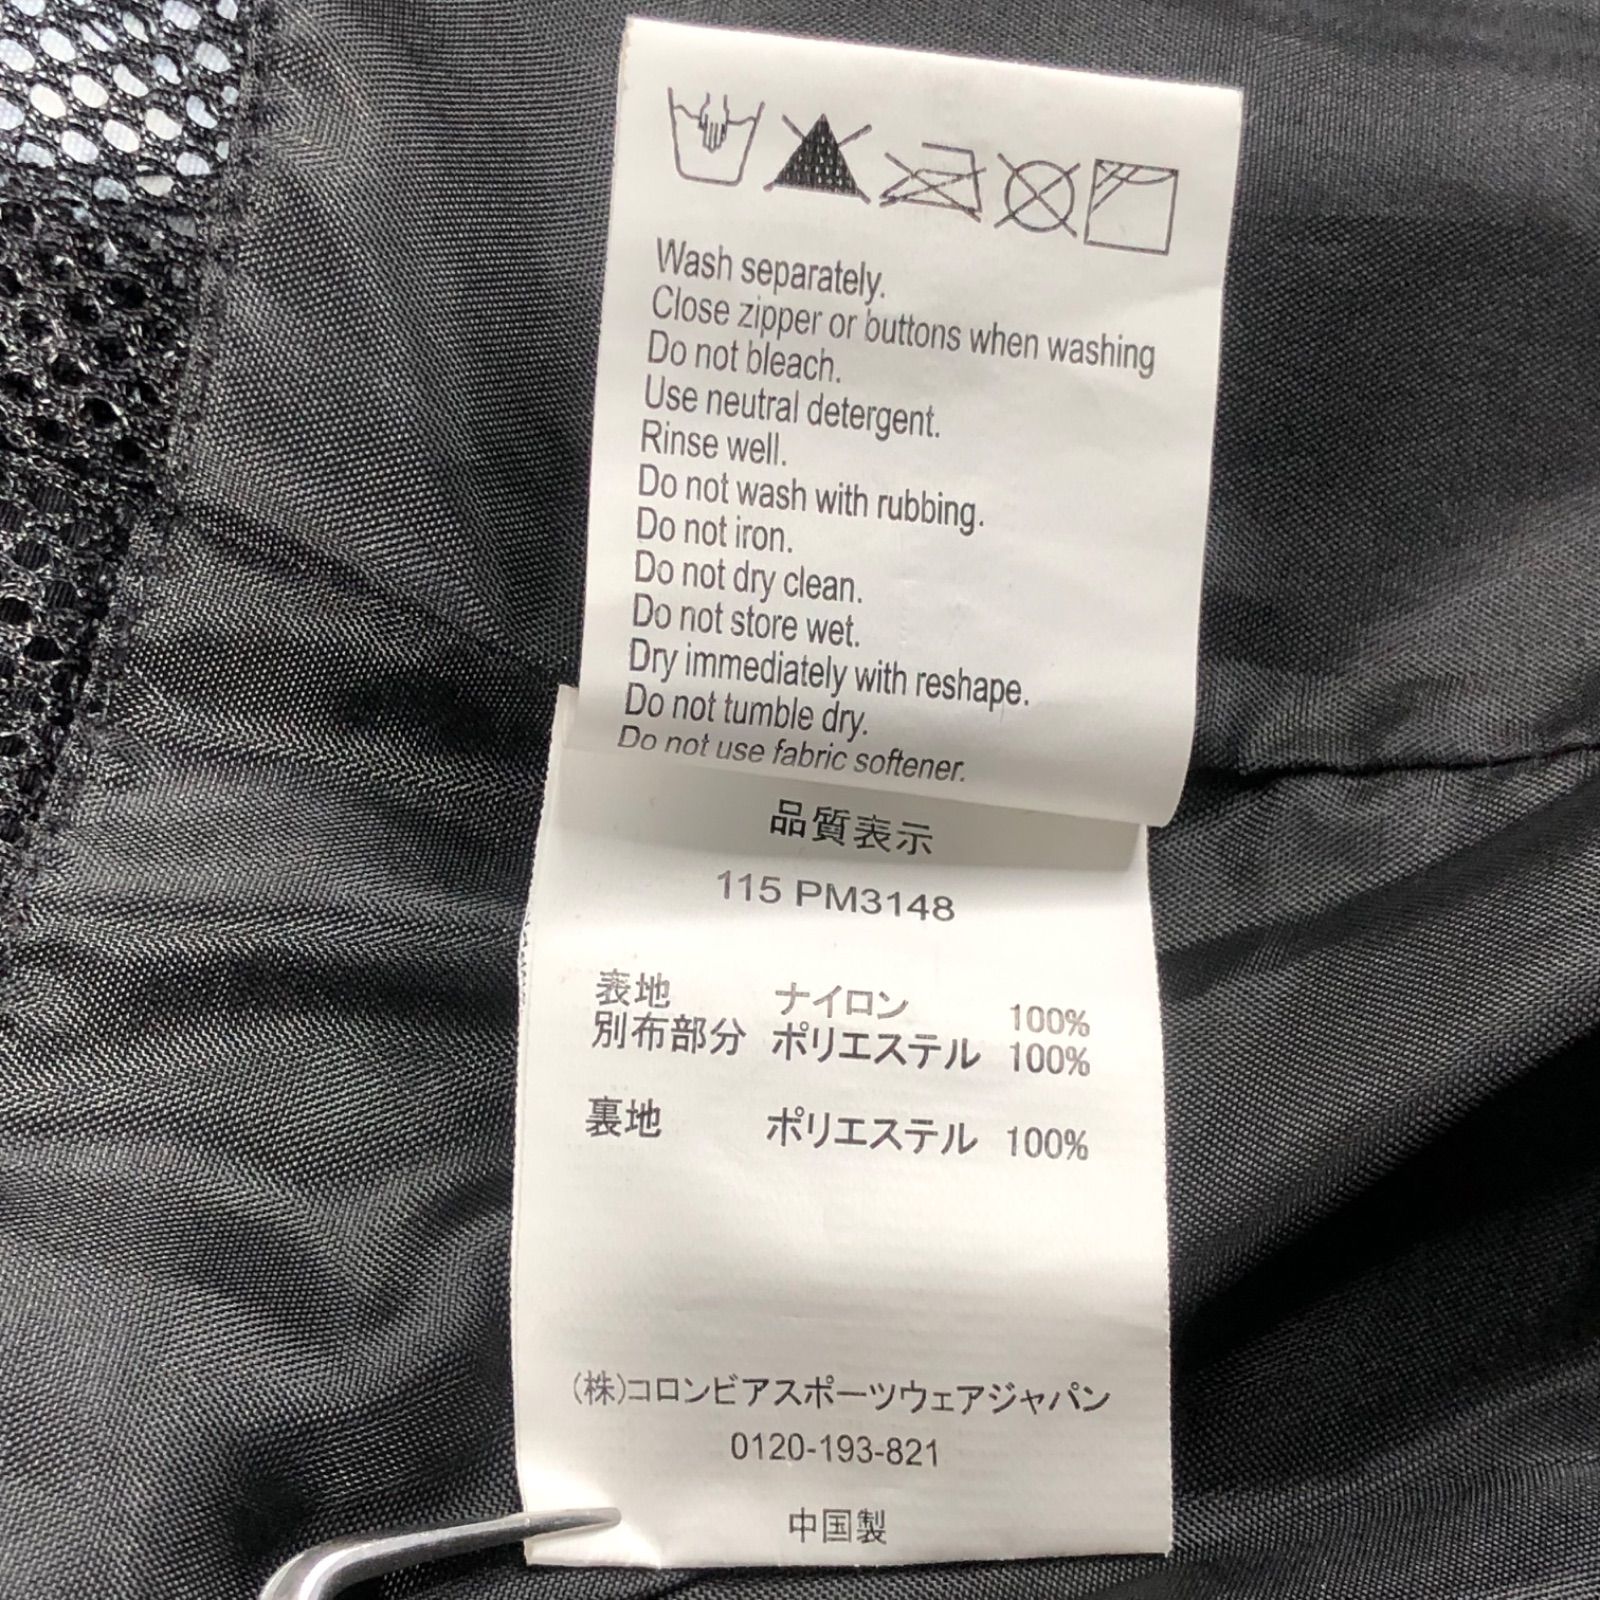 Wash separately.
Close zipper or buttons when washing
Do not bleach.
Use neutral detergent.
Rinse well.
Do not wash with rubbing.
Do not iron.
Do not dry clean.
Do not store wet.
Dry immediately with reshape.
Do not tumble dry.
Do not use fabric softener.
品質表示
115 PM3148
表地 ナイロン 100%
別布部分 ポリエステル 100%
裏地 ポリエステル 100%
(株)コロンビアスポーツウェアジャパン
0120-193-821
中国製